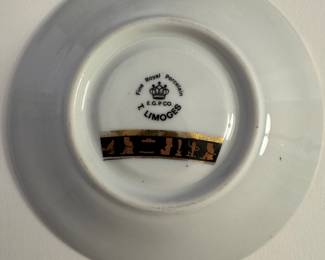 Fine Royal Porcelain
E.G.P CO.
LIMOGES